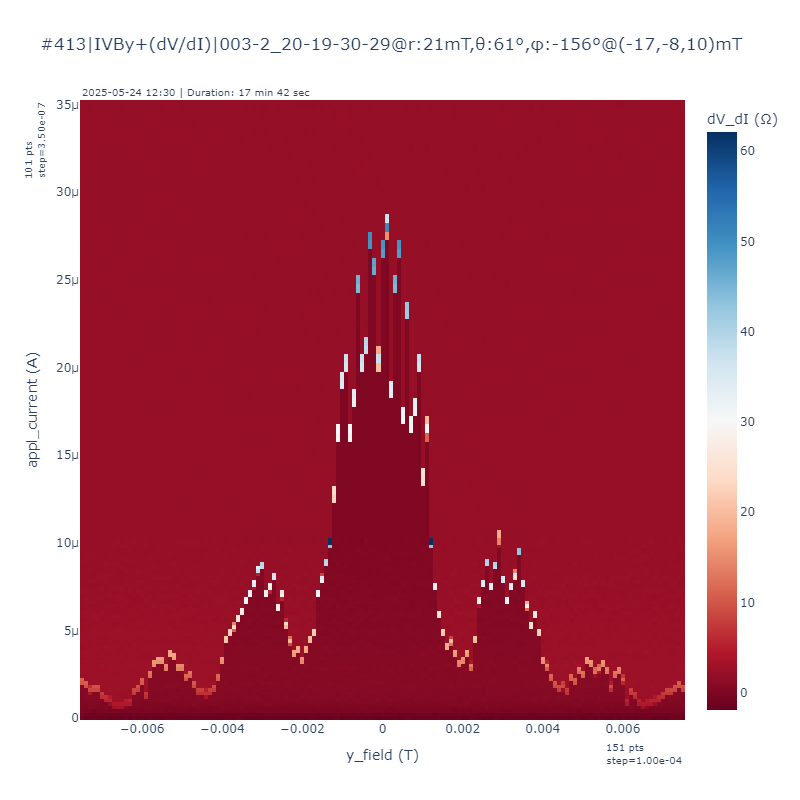 #413|IVBy+(dV/dI)|003-2_20-19-30-29@r:21mT,θ:61°,φ:-156°@(-17,-8,10)mT
2025-05-24 12:30 | Duration: 17 min 42 sec
dV_dI (Ω)
101 pts
step=3.50e-07
appl_current (A)
35μ
30μ
25μ
20μ
15μ
10μ
5μ
0
60
50
40
30
20
10
0
−0.006
−0.004
−0.002
0
0.002
0.004
0.006
y_field (T)
151 pts
step=1.00e-04